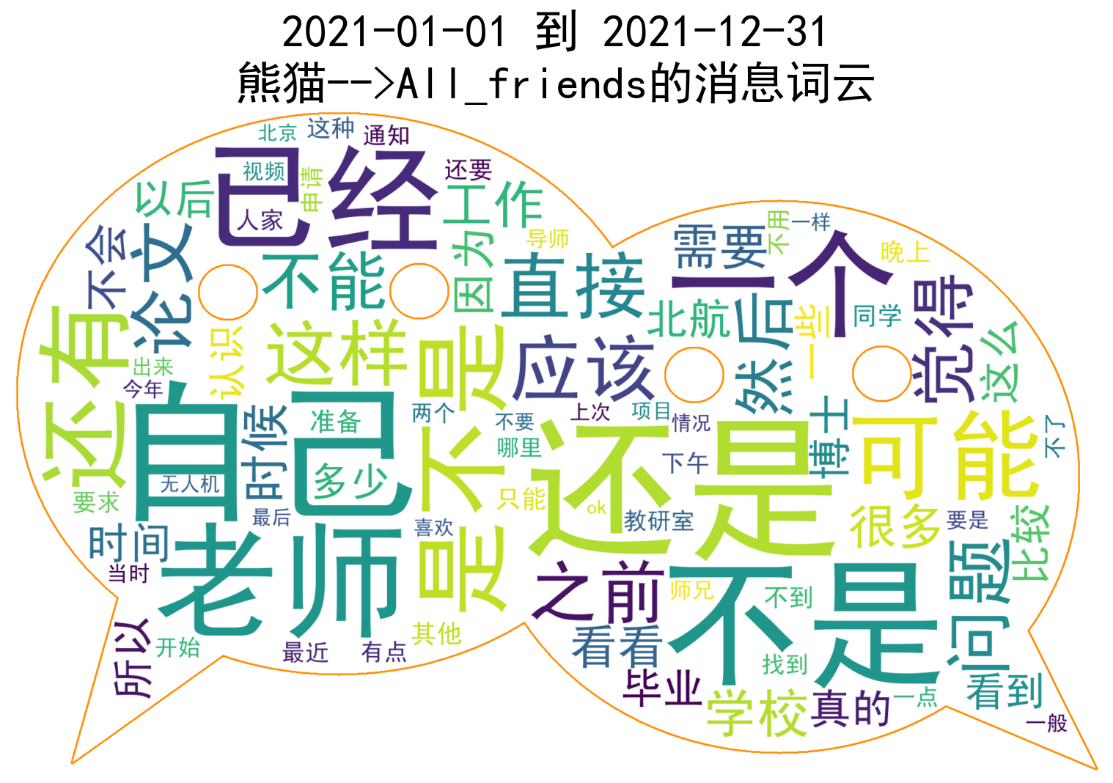 2021-01-01 到 2021-12-31
熊猫-->All_friends的消息词云
北京 这种 通知
已经
视频 申请 还要
以后 人家 工作
不会 论文 因为 导师
不能 直接
还有 认识 这样 是不是
出来 今年
自己
时候 准备 两个
多少
无人机 要求 最后
喜欢
时间 老师
当时
所以 开始 最近 有点 其他
不用 一样
需要 一个 晚上
北航 然后 一些 同学 觉得
应该 这么
不要 上次 项目 情况
哪里 还是 下午 博士 可能 不了
只能 ok 教研室 很多 要是
比较
之前 师兄 不到 不是 问题
看看 找到
毕业 学校 真的 一点 看到
一般